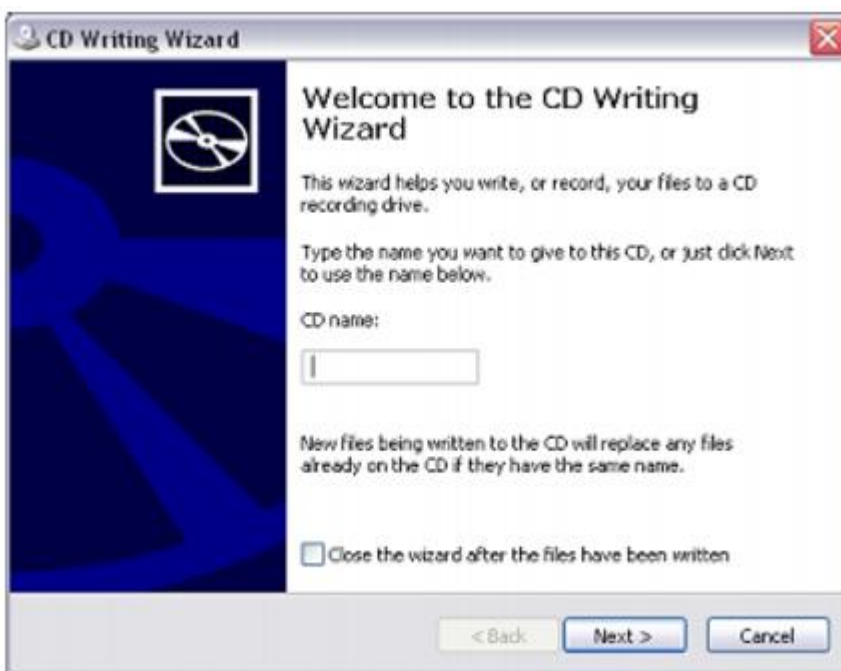 CD Writing Wizard
Welcome to the CD Writing
Wizard
This wizard helps you write, or record, your files to a CD
recording drive.
Type the name you want to give to this CD, or just click Next
to use the name below.
CD name:
New files being written to the CD will replace any files
already on the CD if they have the same name.
Close the wizard after the files have been written
< Back Next > Cancel